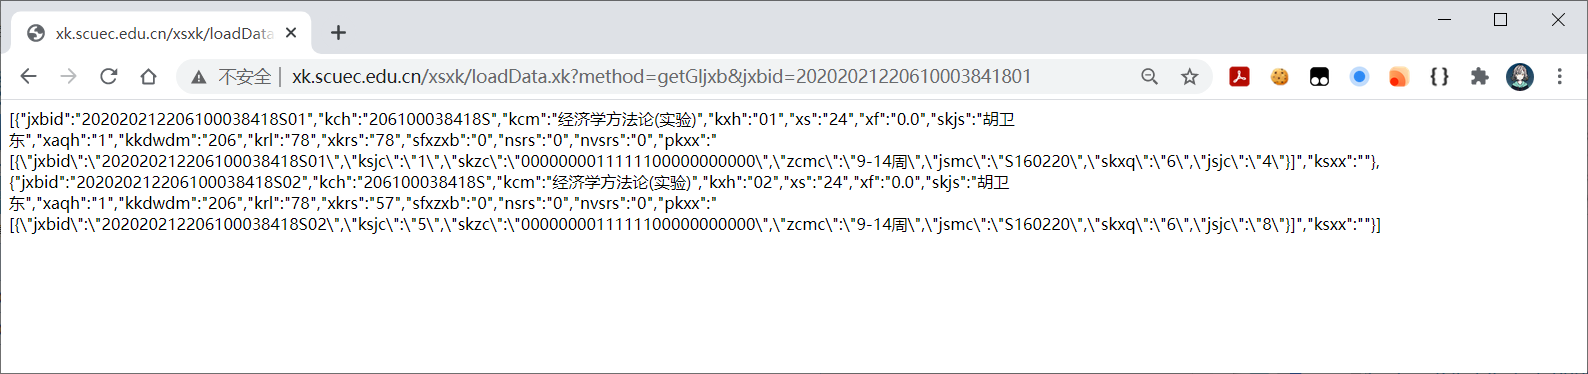 xk.scuec.edu.cn/xsxk/loadData
不安全 | xk.scuec.edu.cn/xsxk/loadData.xk?method=getGljxb&jxbid=20202021220610003841801
[{"jxbid":"202020212206100038418S01","kch":"206100038418S","kcm":"经济学方法论(实验)","kxh":"01","xs":"24","xf":"0.0","skjs":"胡卫
东","xaqh":"1","kkdwdm":"206","krl":"78","xkrs":"78","sfxzxb":"0","nsrs":"0","nvsrs":"0","pkxx":"
[{\"jxbid\":\"202020212206100038418S01\",\"ksjc\":\"1\",\"skzc\":\"0000000011111100000000000\",\"zcmc\":\"9-14周\",\"jsmc\":\"S160220\",\"skxq\":\"6\",\"jsjc\":\"4\"}]","ksxx":""},
{"jxbid":"202020212206100038418S02","kch":"206100038418S","kcm":"经济学方法论(实验)","kxh":"02","xs":"24","xf":"0.0","skjs":"胡卫
东","xaqh":"1","kkdwdm":"206","krl":"78","xkrs":"57","sfxzxb":"0","nsrs":"0","nvsrs":"0","pkxx":"
[{\"jxbid\":\"202020212206100038418S02\",\"ksjc\":\"5\",\"skzc\":\"0000000011111100000000000\",\"zcmc\":\"9-14周\",\"jsmc\":\"S160220\",\"skxq\":\"6\",\"jsjc\":\"8\"}]","ksxx":""}]